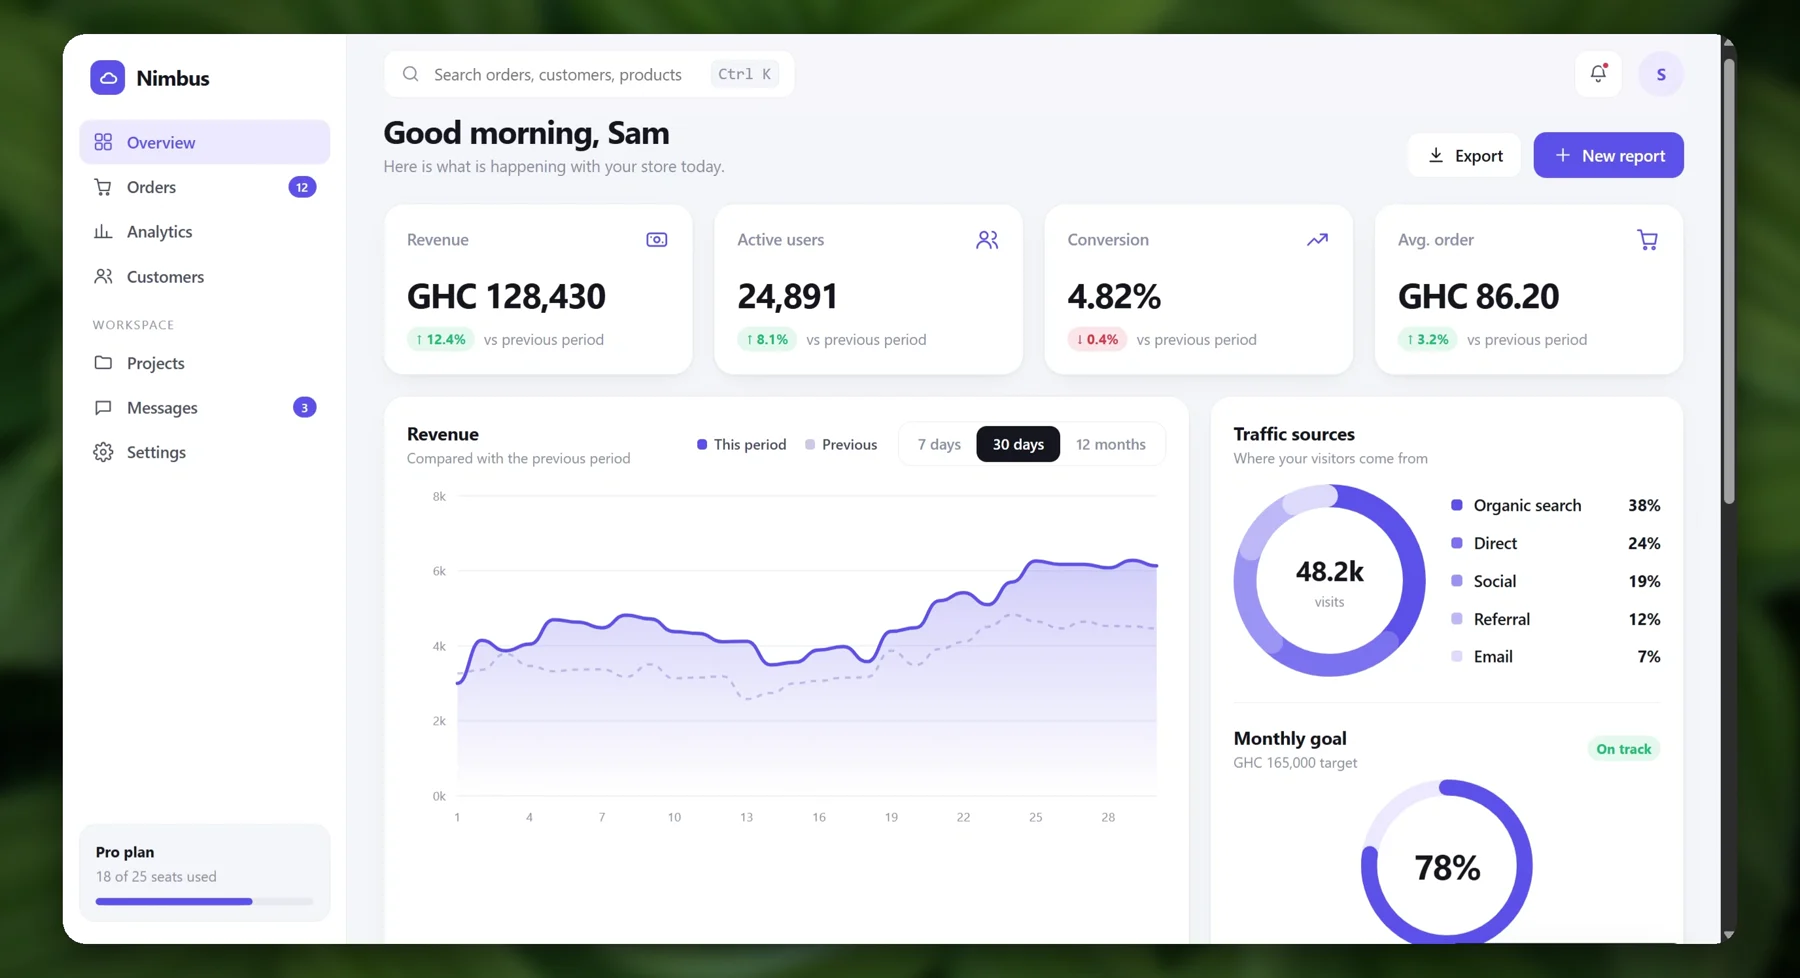 Nimbus
Search orders, customers, products
Ctrl K
S
Overview
Orders
12
Analytics
Customers
WORKSPACE
Projects
Messages
3
Settings
Pro plan
18 of 25 seats used
Good morning, Sam
Here is what is happening with your store today.
Export
New report
Revenue
GHC 128,430
↑ 12.4% vs previous period
Active users
24,891
↑ 8.1% vs previous period
Conversion
4.82%
↓ 0.4% vs previous period
Avg. order
GHC 86.20
↑ 3.2% vs previous period
Revenue
Compared with the previous period
This period
Previous
7 days
30 days
12 months
8k
6k
4k
2k
0k
1 4 7 10 13 16 19 22 25 28
Traffic sources
Where your visitors come from
48.2k
visits
Organic search 38%
Direct 24%
Social 19%
Referral 12%
Email 7%
Monthly goal
GHC 165,000 target
On track
78%